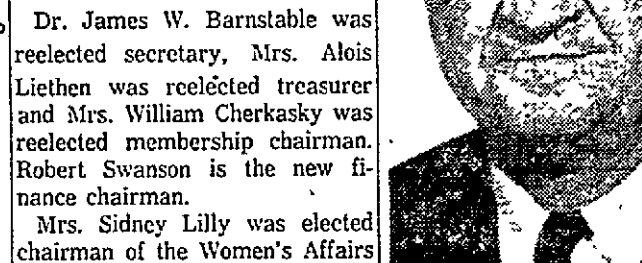 Dr. James W. Barnstable was
reelected secretary, Mrs. Alois
Liethen was reelected treasurer
and Mrs. William Cherkasky was
reelected membership chairman.
Robert Swanson is the new fi-
nance chairman.
Mrs. Sidney Lilly was elected
chairman of the Women's Affairs